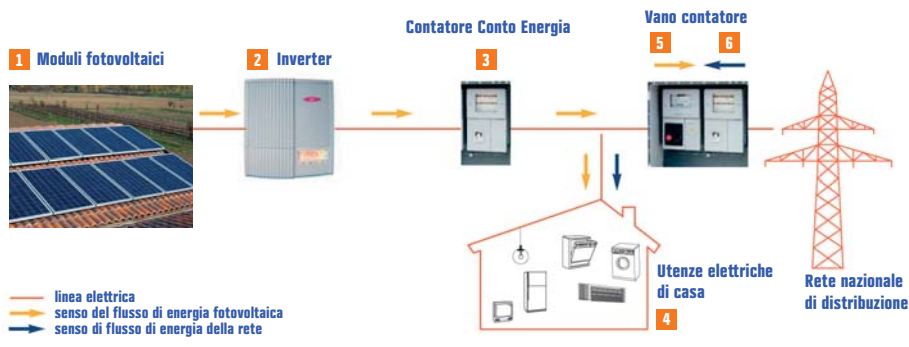 Contatore Conto Energia
Vano contatore
1 Moduli fotovoltaici
2 Inverter
3
5 6
Utenze elettriche
di casa
4
Rete nazionale
di distribuzione
linea elettrica
senso del flusso di energia fotovoltaica
senso di flusso di energia della rete